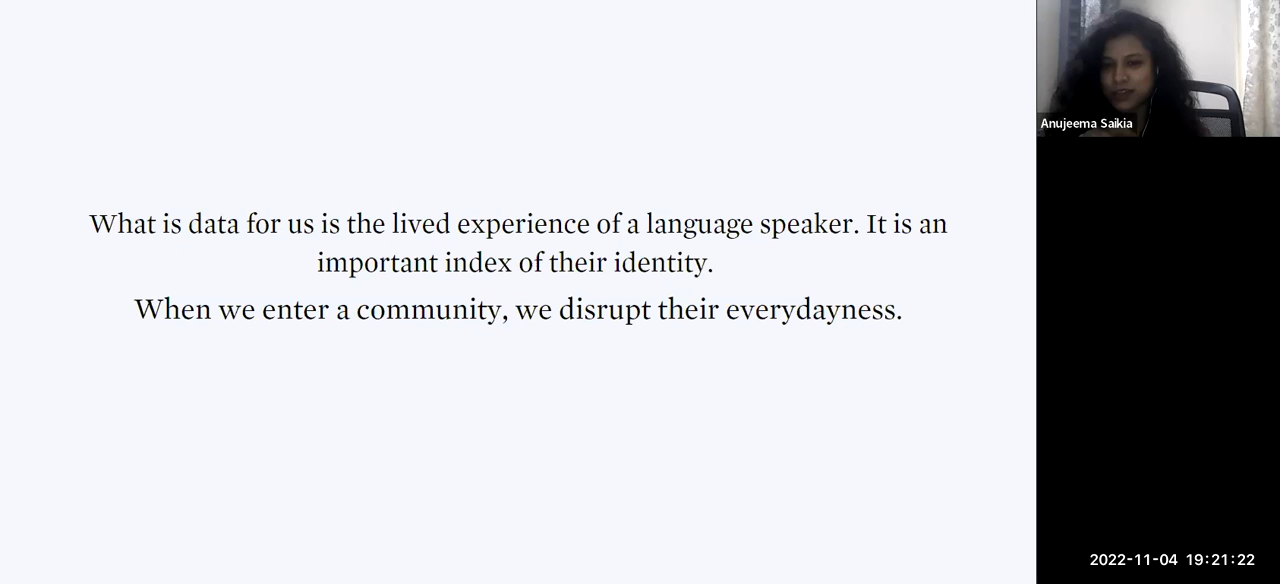 What is data for us is the lived experience of a language speaker. It is an
important index of their identity.
When we enter a community, we disrupt their everydayness.
Anujeema Saikia
2022-11-04 19:21:22